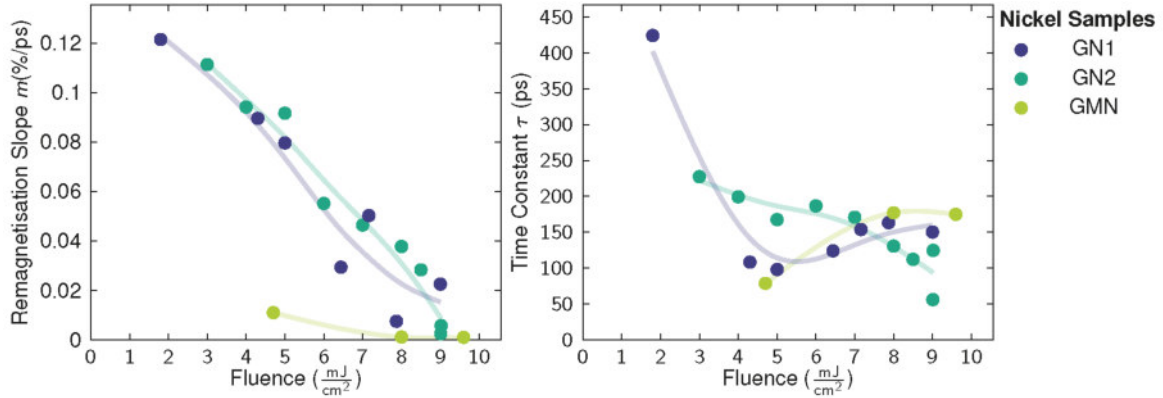 Remagnetisation Slope m(%/ps)
0.12
0.1
0.08
0.06
0.04
0.02
0
0 1 2 3 4 5 6 7 8 9 10
Fluence (mJ/cm²)
Time Constant τ (ps)
450
400
350
300
250
200
150
100
50
0
0 1 2 3 4 5 6 7 8 9 10
Fluence (mJ/cm²)
Nickel Samples
GN1
GN2
GMN